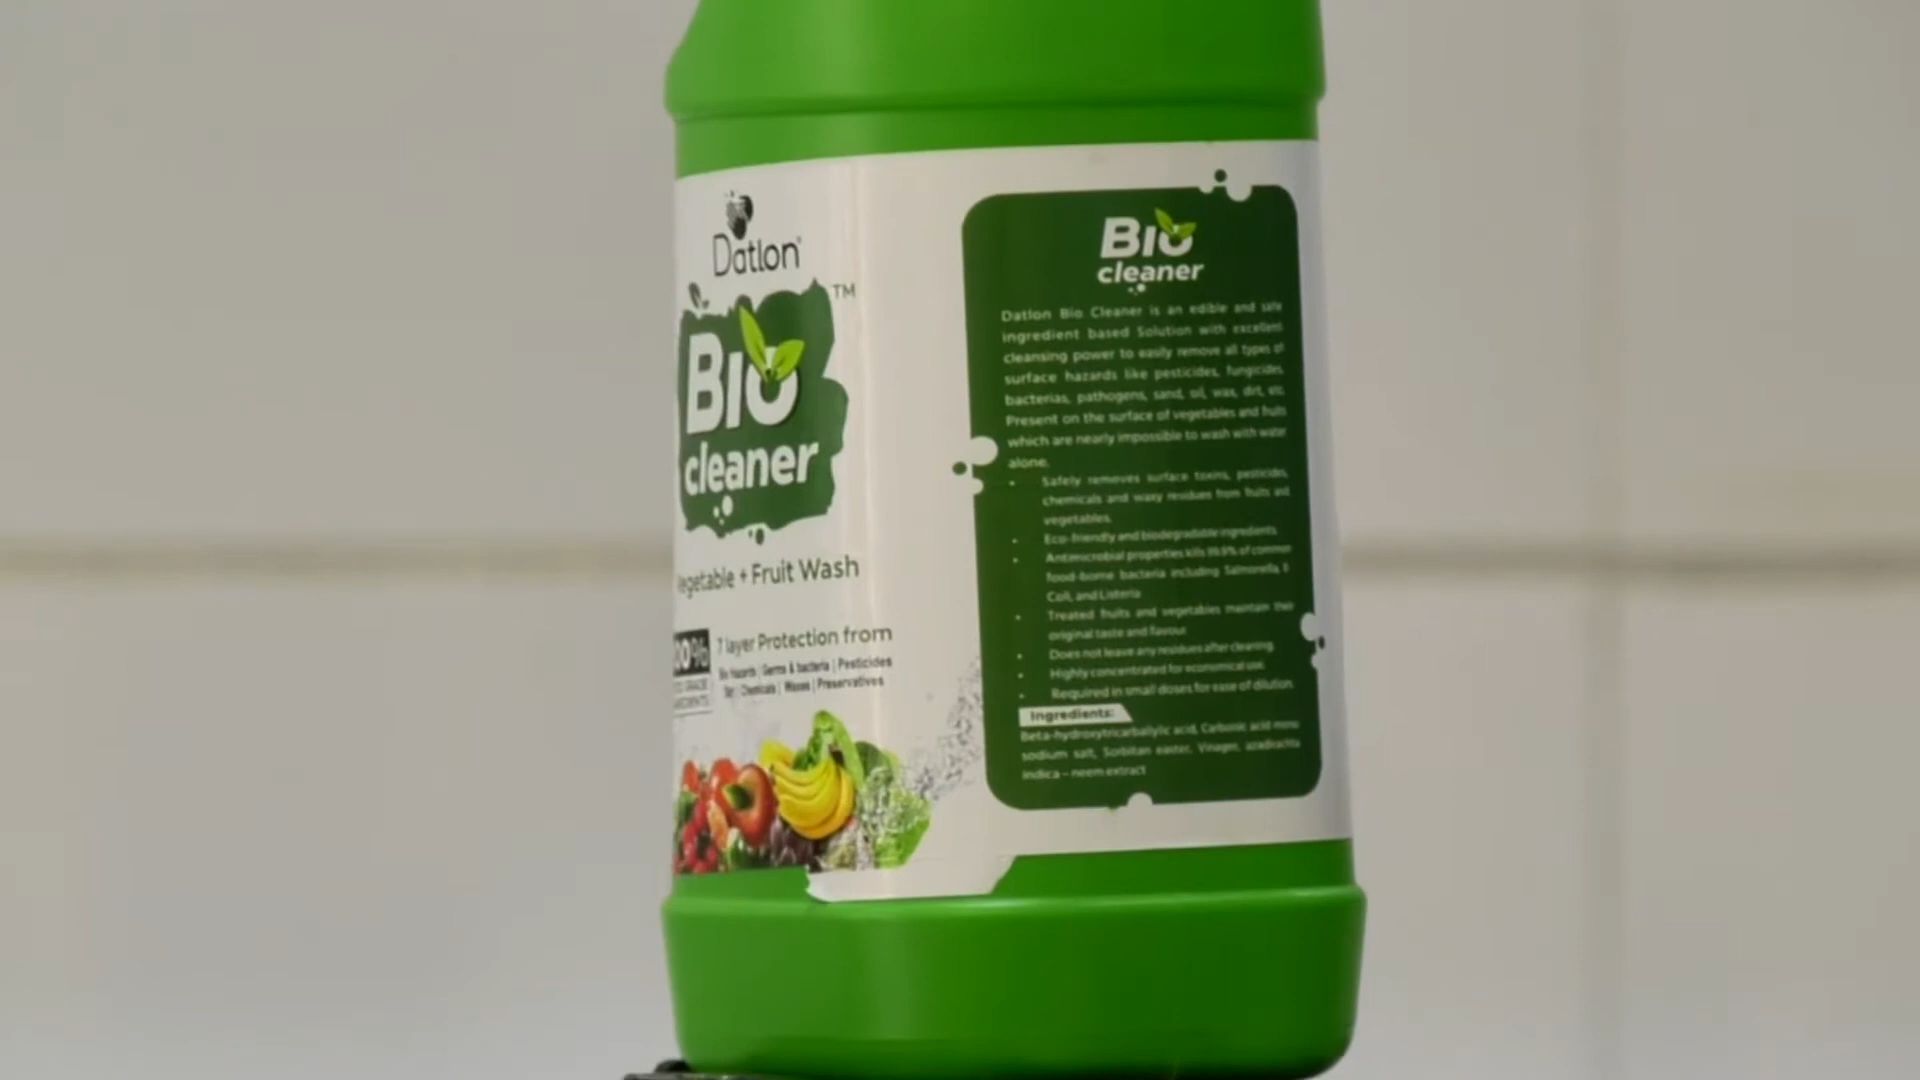 Datlon
TM
Bio
cleaner
Vegetable + Fruit Wash
7 layer Protection from
Bio Hazards | Germs & bacteria | Pesticides
Chemicals | Waxes | Preservatives
Bio
cleaner
Datlon Bio Cleaner is an edible and safe
ingredient based Solution with excellent
cleansing power to easily remove all types of
surface hazards like pesticides, fungicides,
bacterias, pathogens, sand, oil, wax, dirt, etc.
Present on the surface of vegetables and fruits
which are nearly impossible to wash with water
alone.
• Safely removes surface toxins, pesticides,
chemicals and waxy residues from fruits and
vegetables.
• Eco-friendly and biodegradable ingredients.
• Antimicrobial properties kills 99.9% of common
food-borne bacteria including Salmonella, E
Coli, and Listeria
• Treated fruits and vegetables maintain their
original taste and favour
• Does not leave any residues after cleaning.
• Highly concentrated for economical use.
• Required in small doses for ease of dilution.
Ingredients:
Beta-hydroxytricarballylic acid, Carbonic acid mono
sodium salt, Sorbitan easter, Vinager, azadirachta
indica – neem extract